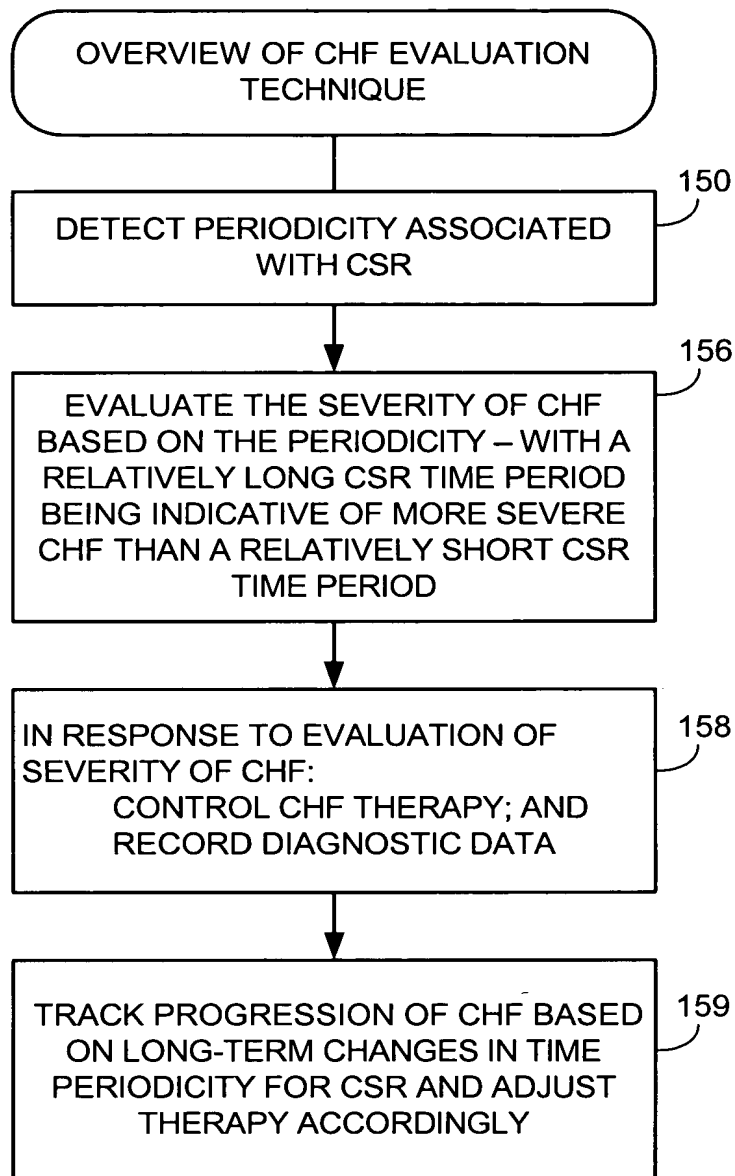 OVERVIEW OF CHF EVALUATION
TECHNIQUE
150
DETECT PERIODICITY ASSOCIATED
WITH CSR
156
EVALUATE THE SEVERITY OF CHF
BASED ON THE PERIODICITY – WITH A
RELATIVELY LONG CSR TIME PERIOD
BEING INDICATIVE OF MORE SEVERE
CHF THAN A RELATIVELY SHORT CSR
TIME PERIOD
158
IN RESPONSE TO EVALUATION OF
SEVERITY OF CHF:
CONTROL CHF THERAPY; AND
RECORD DIAGNOSTIC DATA
159
TRACK PROGRESSION OF CHF BASED
ON LONG-TERM CHANGES IN TIME
PERIODICITY FOR CSR AND ADJUST
THERAPY ACCORDINGLY